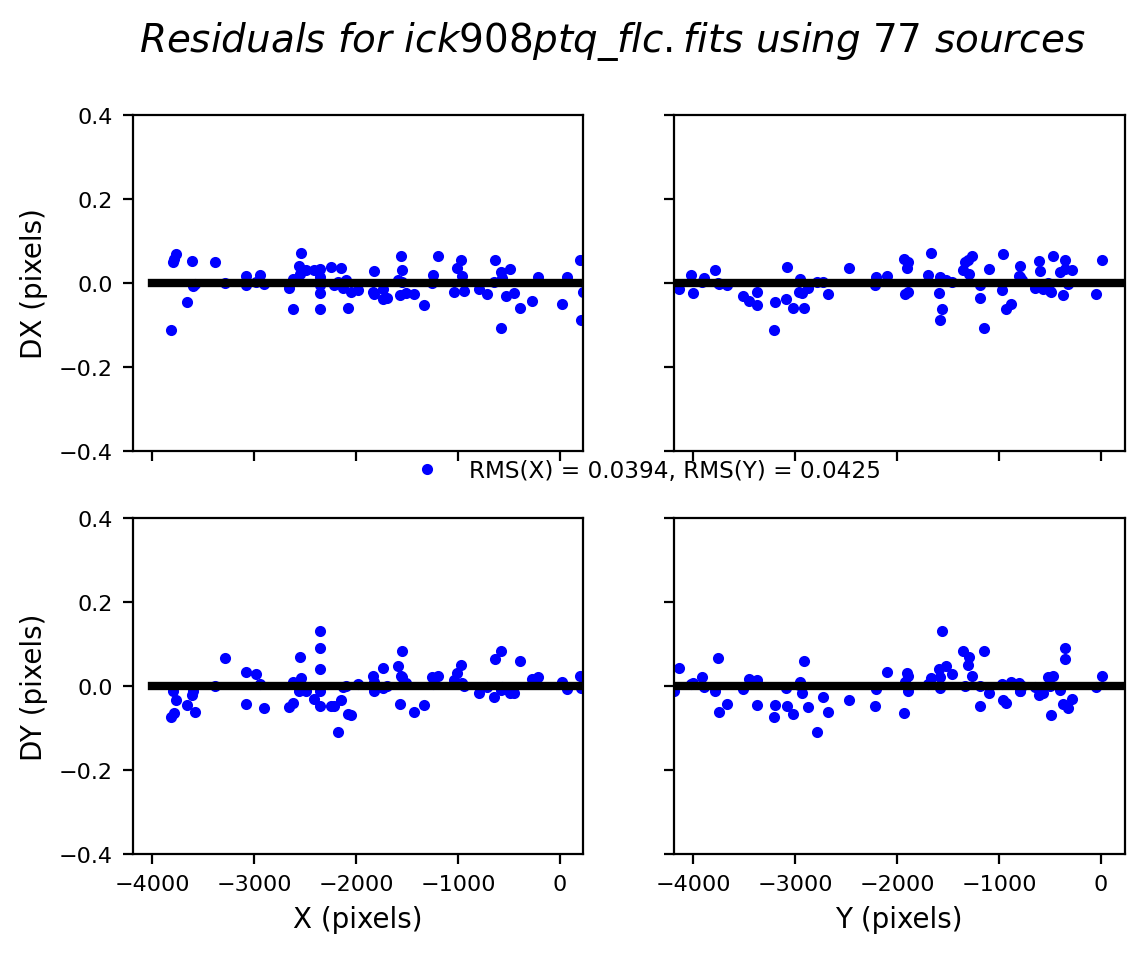 Residuals for ick908ptq_flc.fits using 77 sources
DX (pixels)
0.4
0.2
0.0
−0.2
−0.4
RMS(X) = 0.0394, RMS(Y) = 0.0425
DY (pixels)
0.4
0.2
0.0
−0.2
−0.4
−4000 −3000 −2000 −1000 0 −4000 −3000 −2000 −1000 0
X (pixels) Y (pixels)